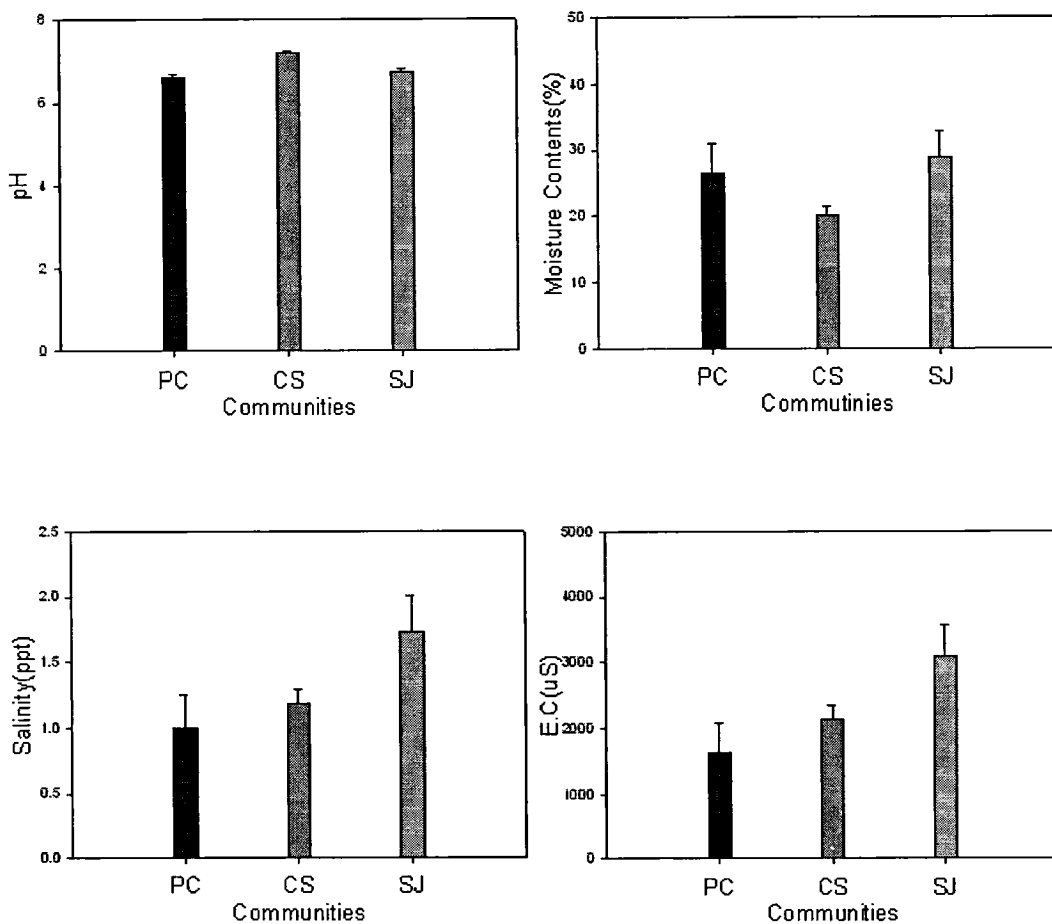 8
6
4
2
0
pH
PC CS SJ
Communities
50
40
30
20
10
0
Moisture Contents(%)
PC CS SJ
Commutinies
2.5
2.0
1.5
1.0
0.5
0.0
Salinity(ppt)
PC CS SJ
Communities
5000
4000
3000
2000
1000
0
E.C(uS)
PC CS SJ
Communities